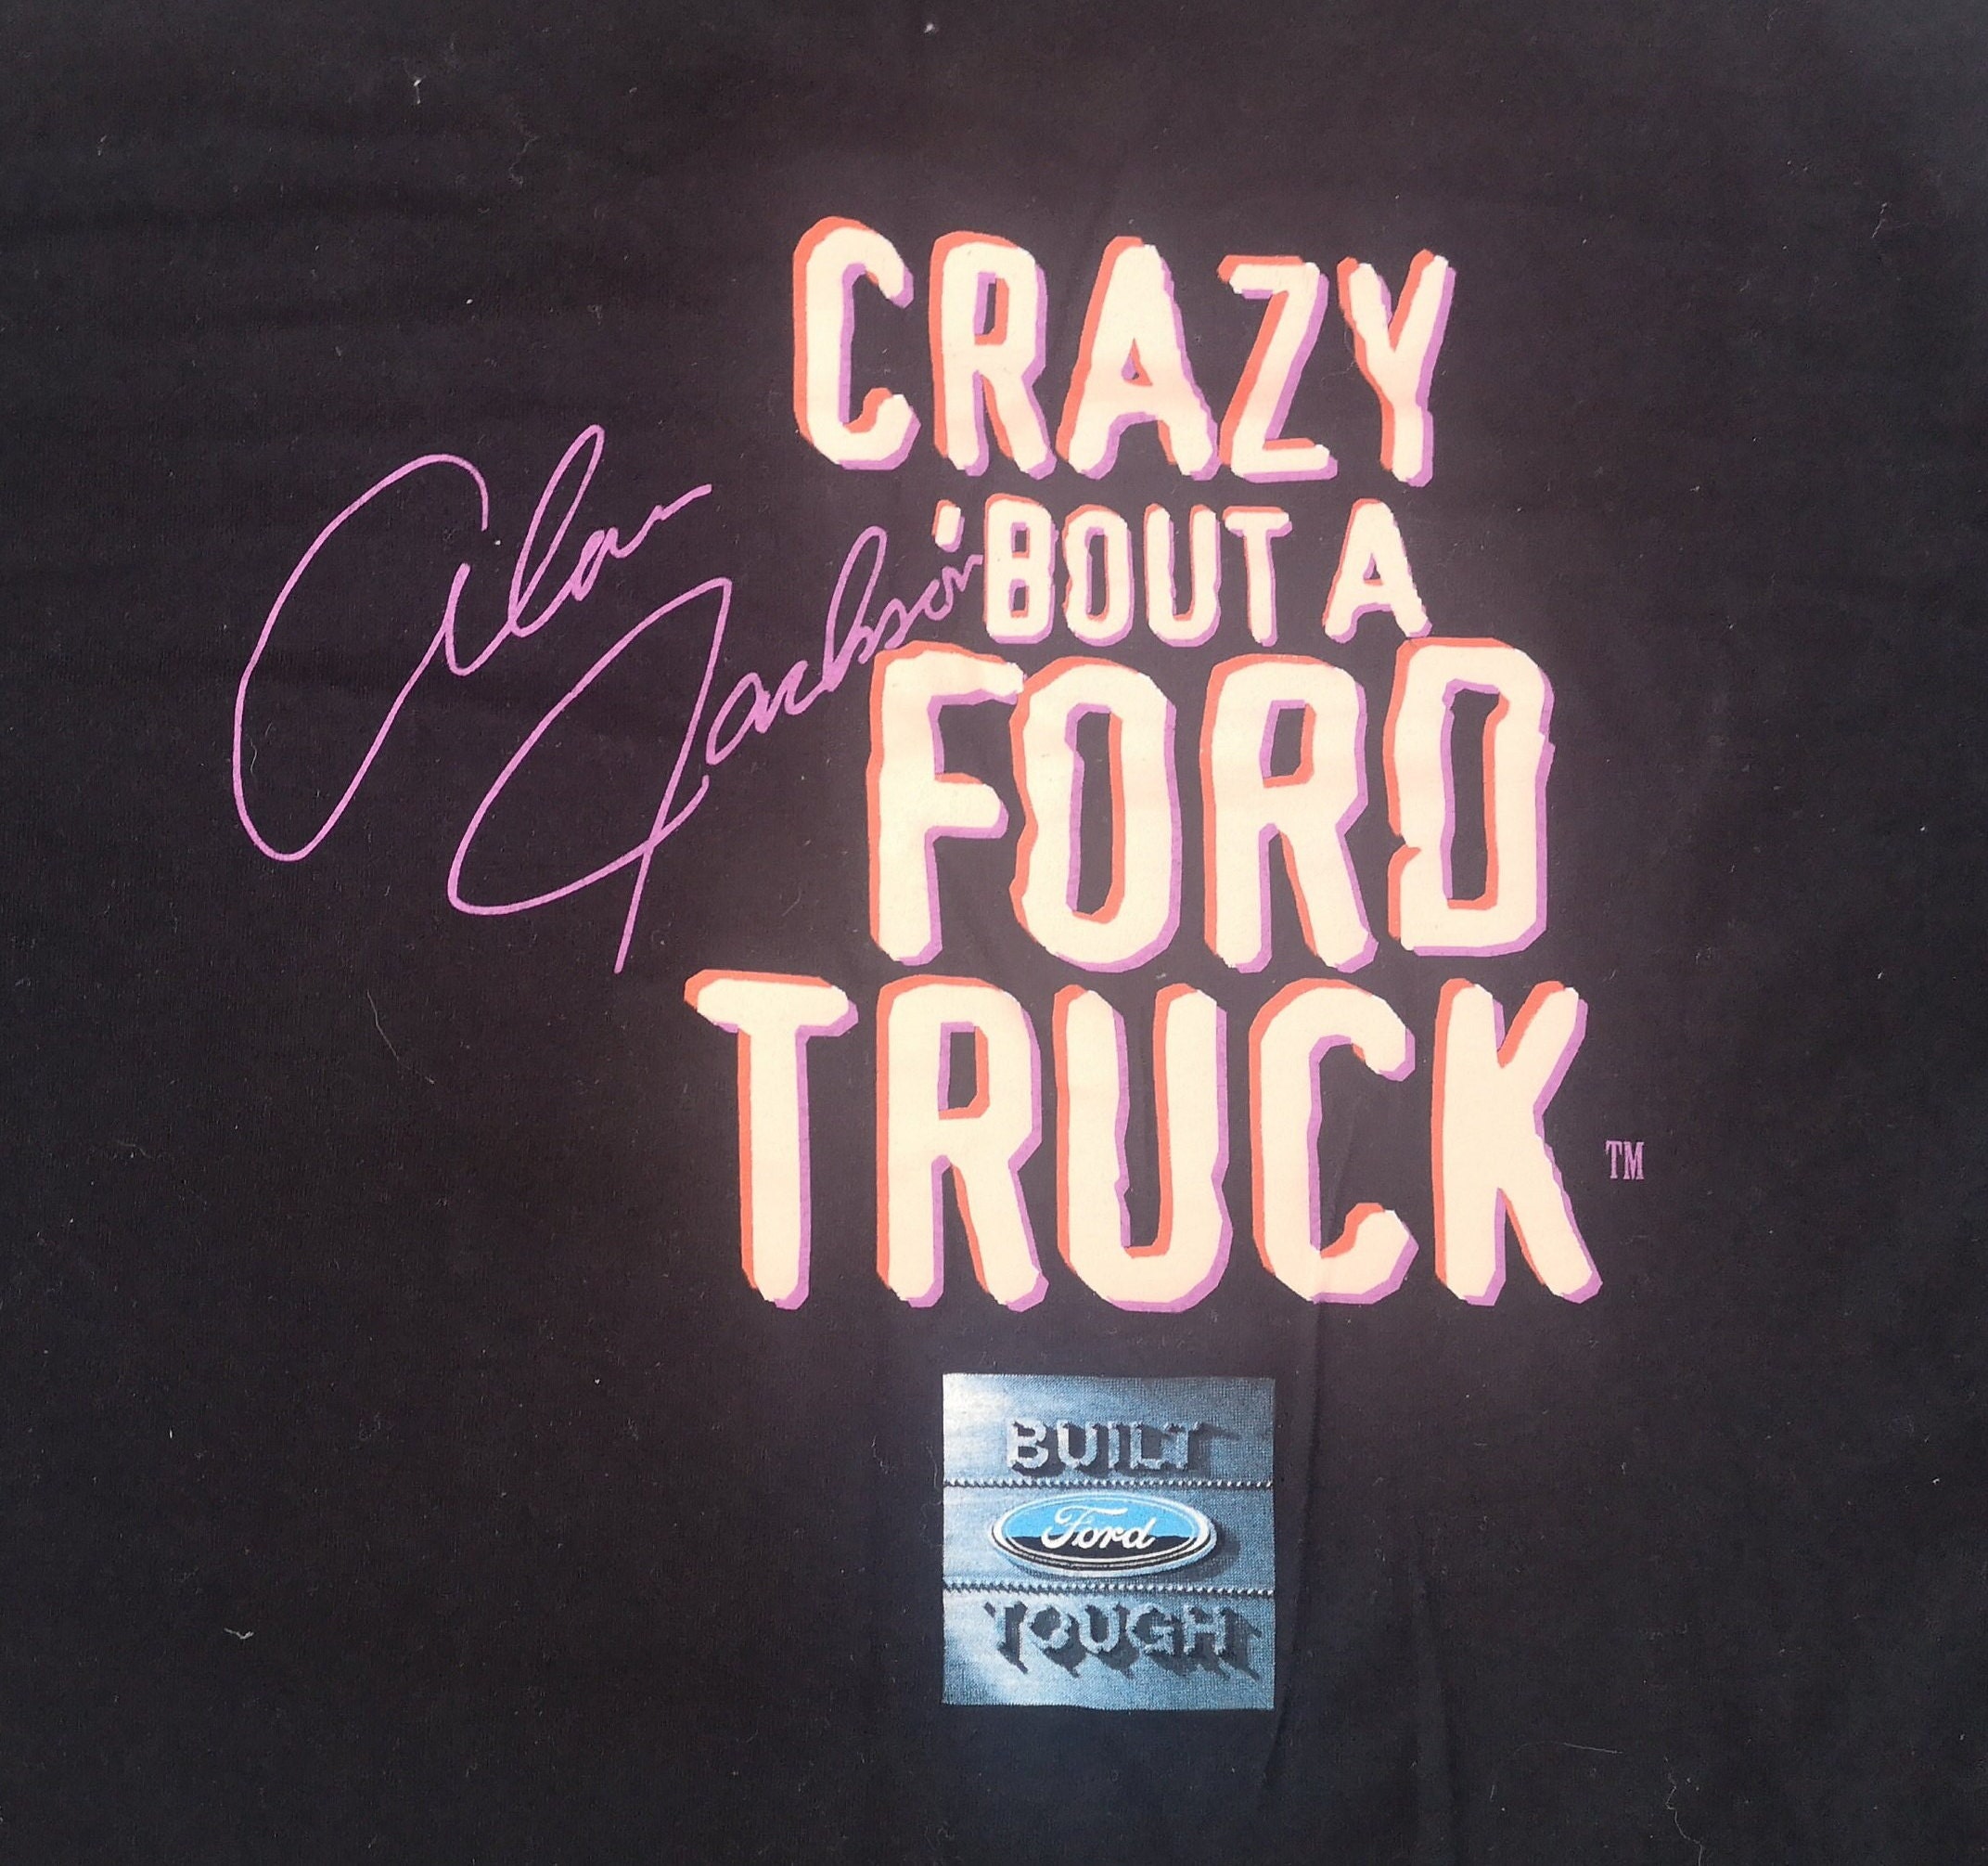 Alan
Jackson
CRAZY
'BOUT A
FORD
TRUCK TM
BUILT
Ford
TOUGH